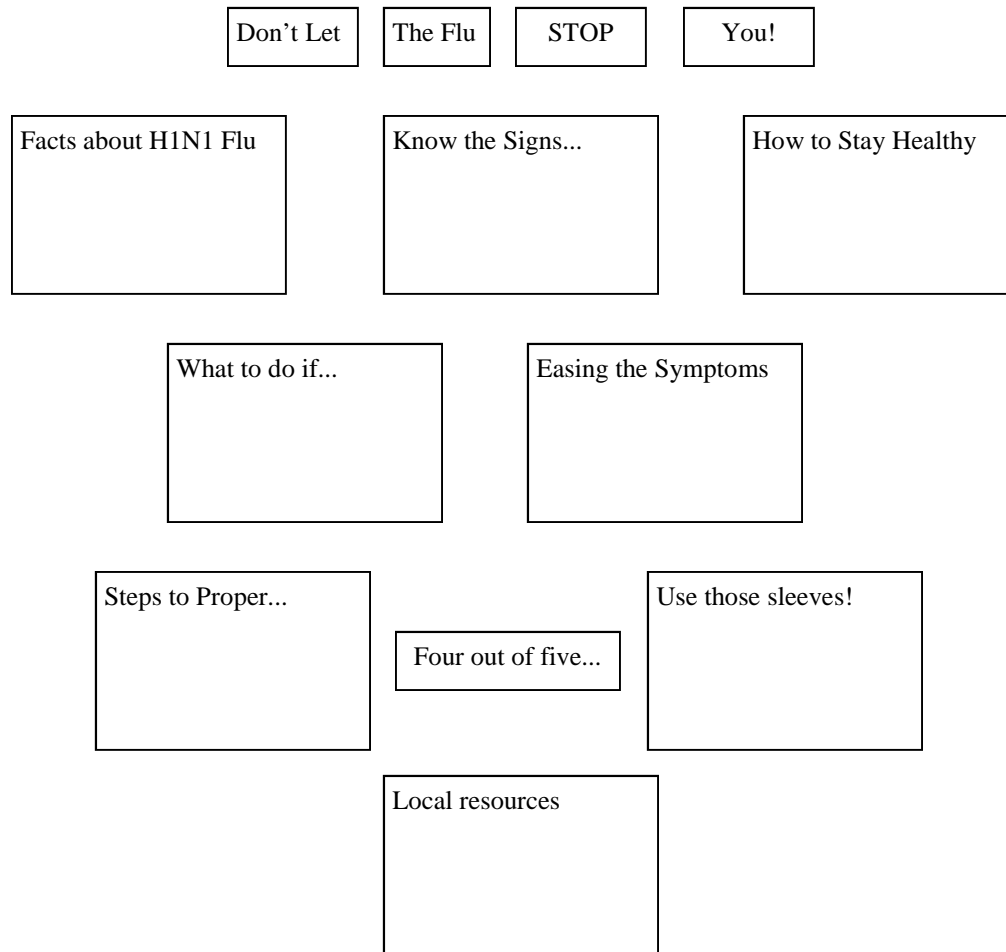 Don’t Let The Flu STOP You!
Facts about H1N1 Flu
Know the Signs...
How to Stay Healthy
What to do if...
Easing the Symptoms
Steps to Proper...
Four out of five...
Use those sleeves!
Local resources